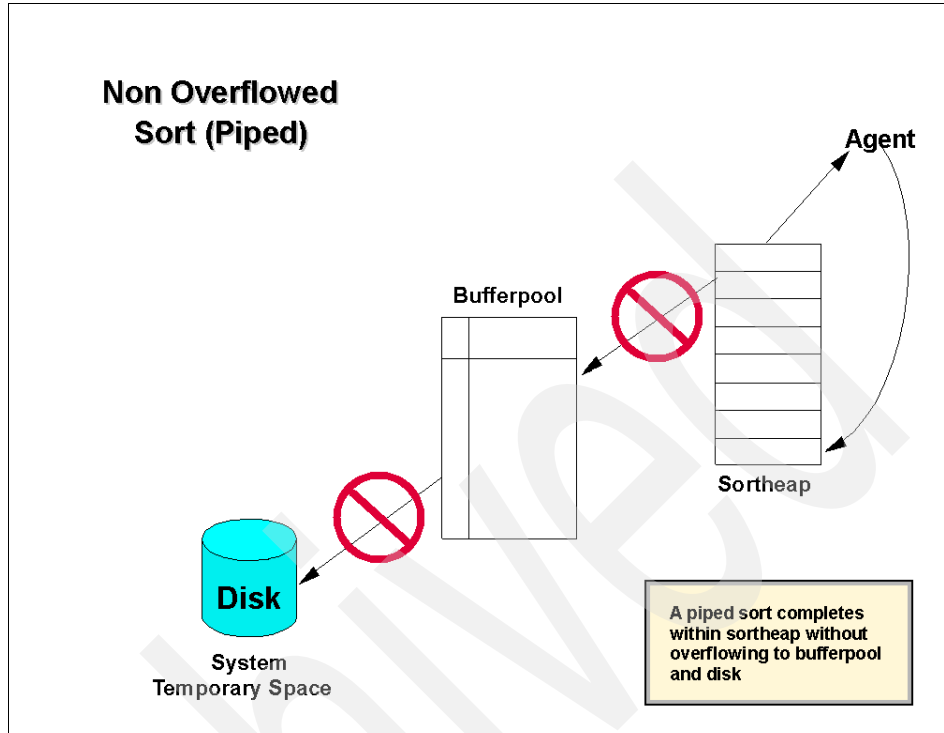 Non Overflowed
Sort (Piped)
Agent
Bufferpool
Sortheap
Disk
System
Temporary Space
A piped sort completes
within sortheap without
overflowing to bufferpool
and disk
hived